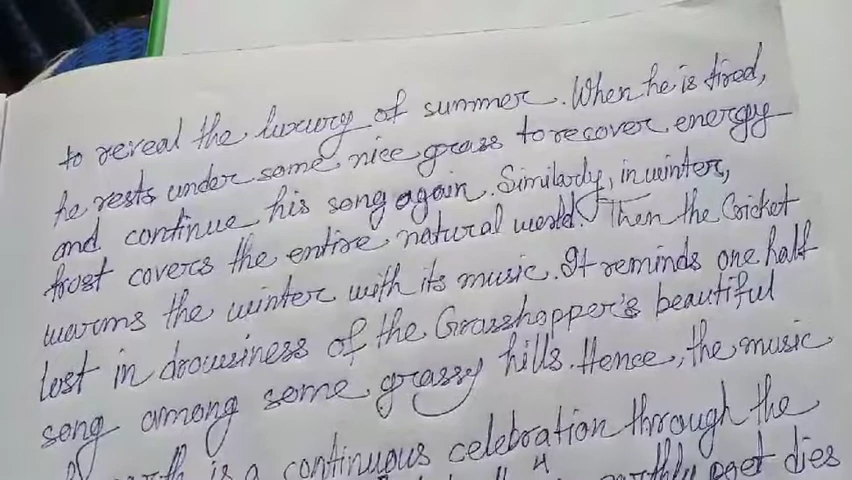 to reveal the luxury of summer. When he is tired,
he rests under some nice grass to recover energy
and continue his song again. Similarly, in winter,
frost covers the entire natural world. Then the Cricket
warms the winter with its music. It reminds one half
lost in drowsiness of the Grasshopper's beautiful
song among some grassy hills. Hence, the music
is a continuous celebration through the
dies